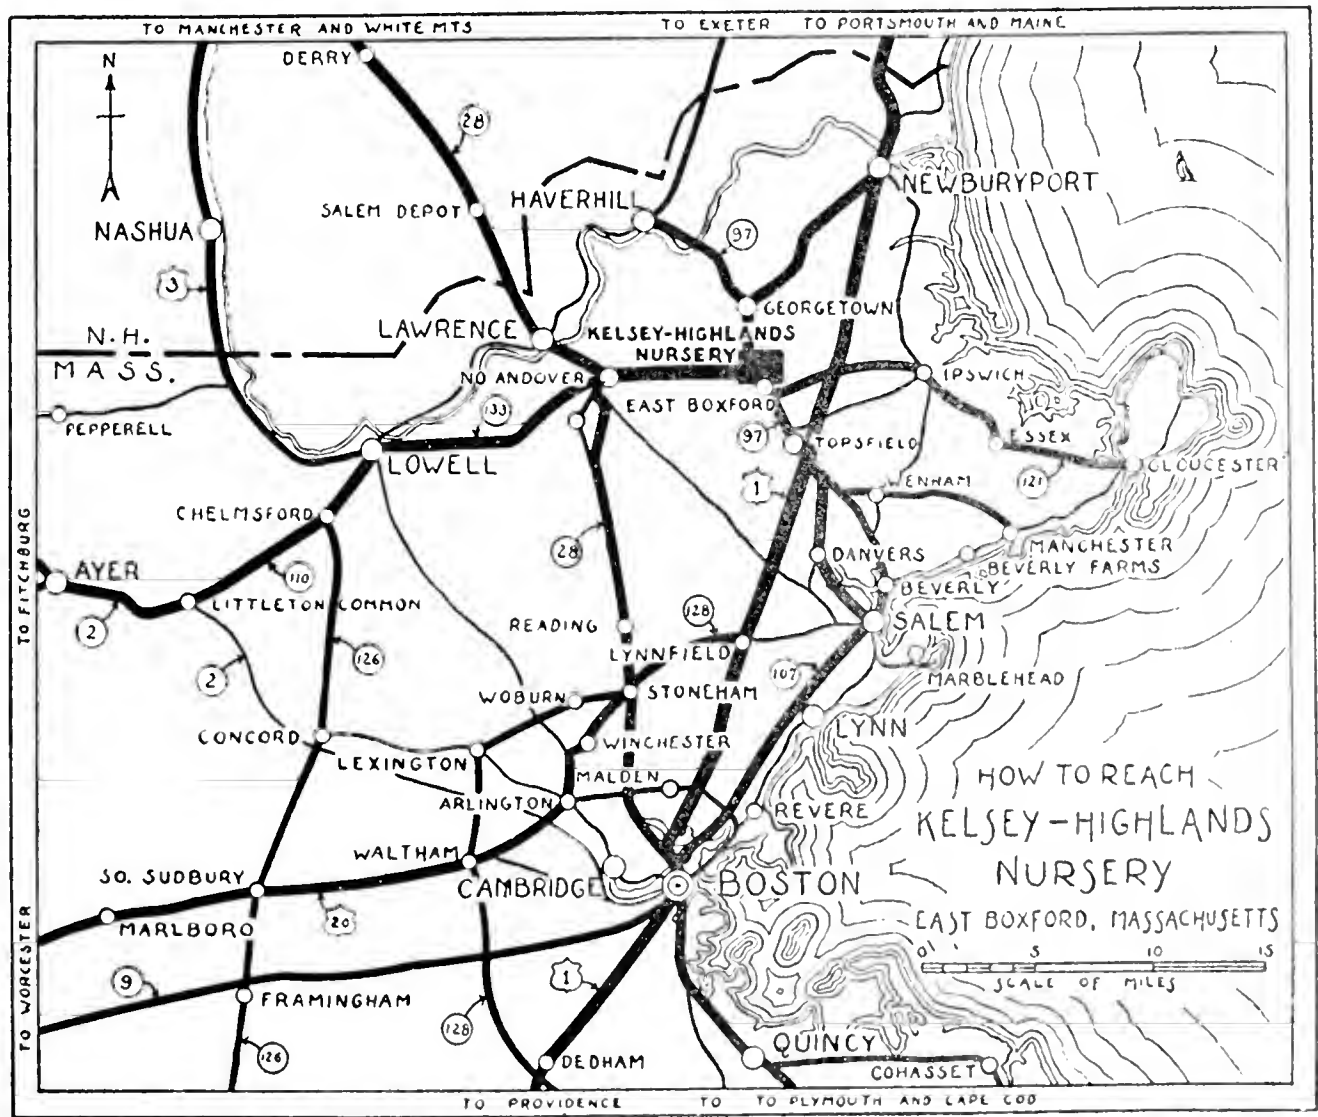 TO MANCHESTER AND WHITE MTS
TO EXETER
TO PORTSMOUTH AND MAINE
N
DERRY
28
SALEM DEPOT
HAVERHILL
NEWBURYPORT
NASHUA
97
3
GEORGETOWN
LAWRENCE
KELSEY-HIGHLANDS
NURSERY
N.H.
MASS.
NO ANDOVER
IPSWICH
EAST BOXFORD
PEPPERELL
133
97
TOPSFIELD
ESSEX
LOWELL
GLOUCESTER
121
1
WENHAM
CHELMSFORD
TO FITCHBURG
28
DANVERS
MANCHESTER
BEVERLY FARMS
AYER
110
BEVERLY
LITTLETON COMMON
2
128
SALEM
READING
LYNNFIELD
126
2
107
MARBLEHEAD
WOBURN
STONEHAM
LYNN
CONCORD
WINCHESTER
LEXINGTON
MALDEN
HOW TO REACH
ARLINGTON
REVERE
KELSEY-HIGHLANDS
WALTHAM
NURSERY
SO. SUDBURY
CAMBRIDGE
BOSTON
20
MARLBORO
EAST BOXFORD, MASSACHUSETTS
0 5 10 15
SCALE OF MILES
TO WORCESTER
9
1
FRAMINGHAM
128
126
QUINCY
DEDHAM
COHASSET
TO PROVIDENCE
TO
TO PLYMOUTH AND CAPE COD